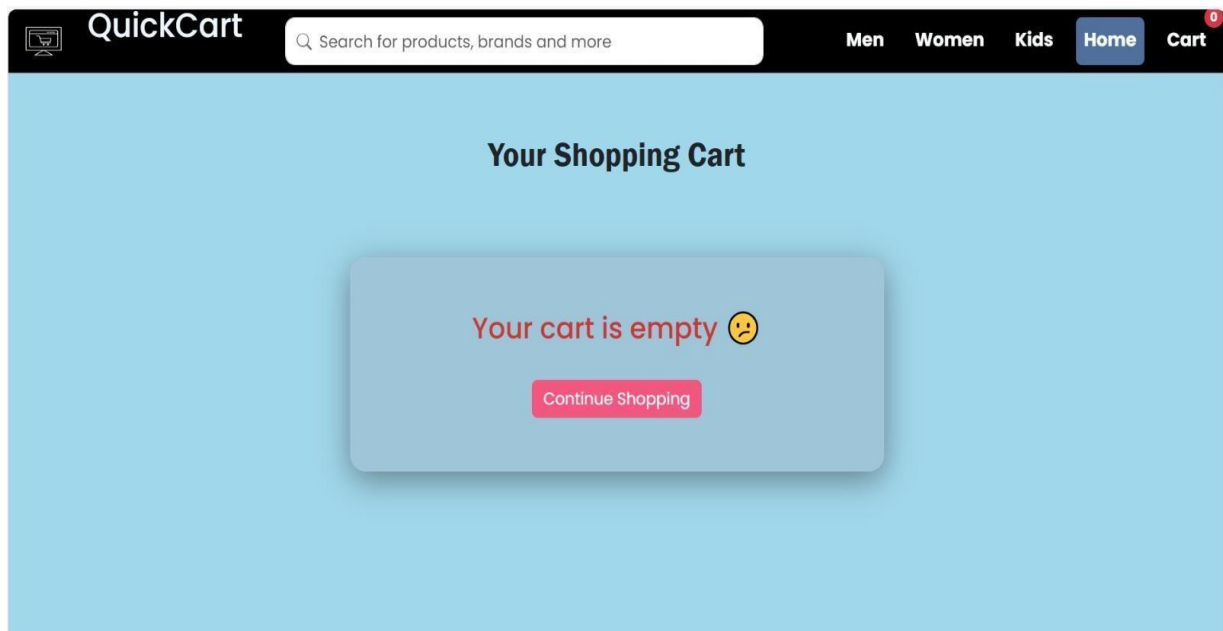 QuickCart
Search for products, brands and more
Men Women Kids Home Cart 0
Your Shopping Cart
Your cart is empty 😕
Continue Shopping